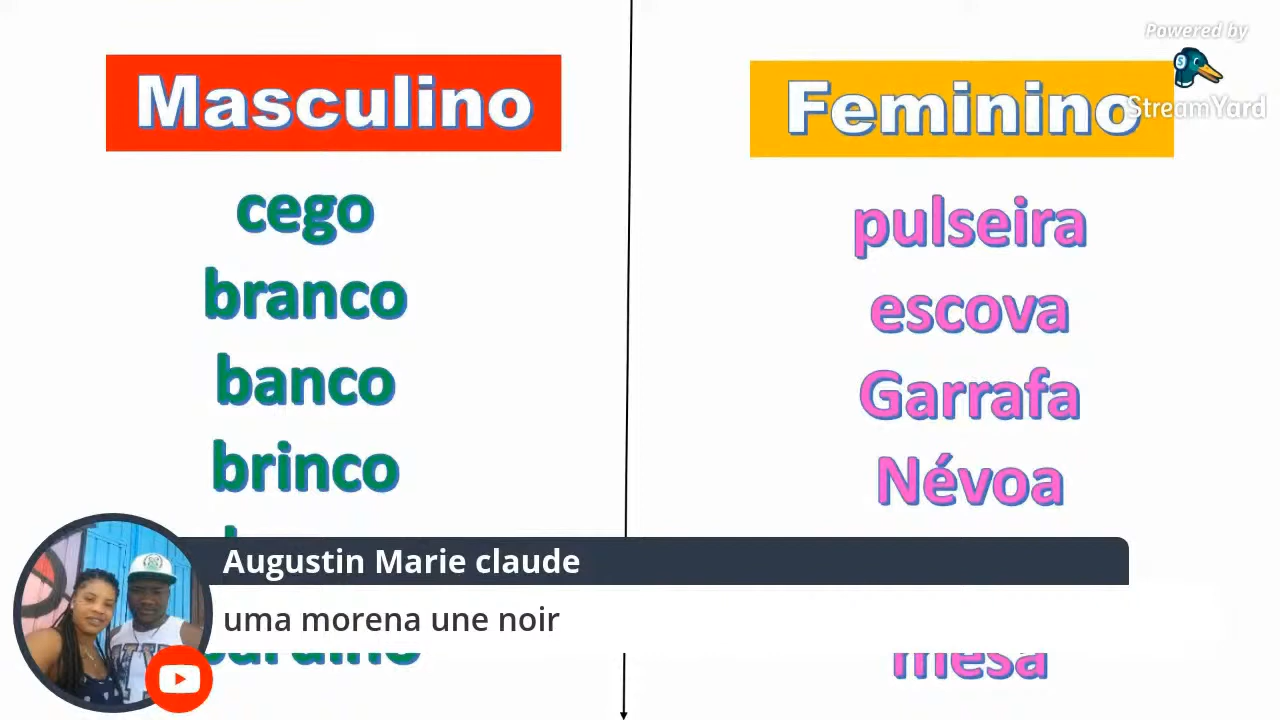 Powered by
StreamYard
Masculino
Feminino
cego
branco
banco
brinco
pulseira
escova
Garrafa
Névoa
mesa
Augustin Marie claude
uma morena une noir